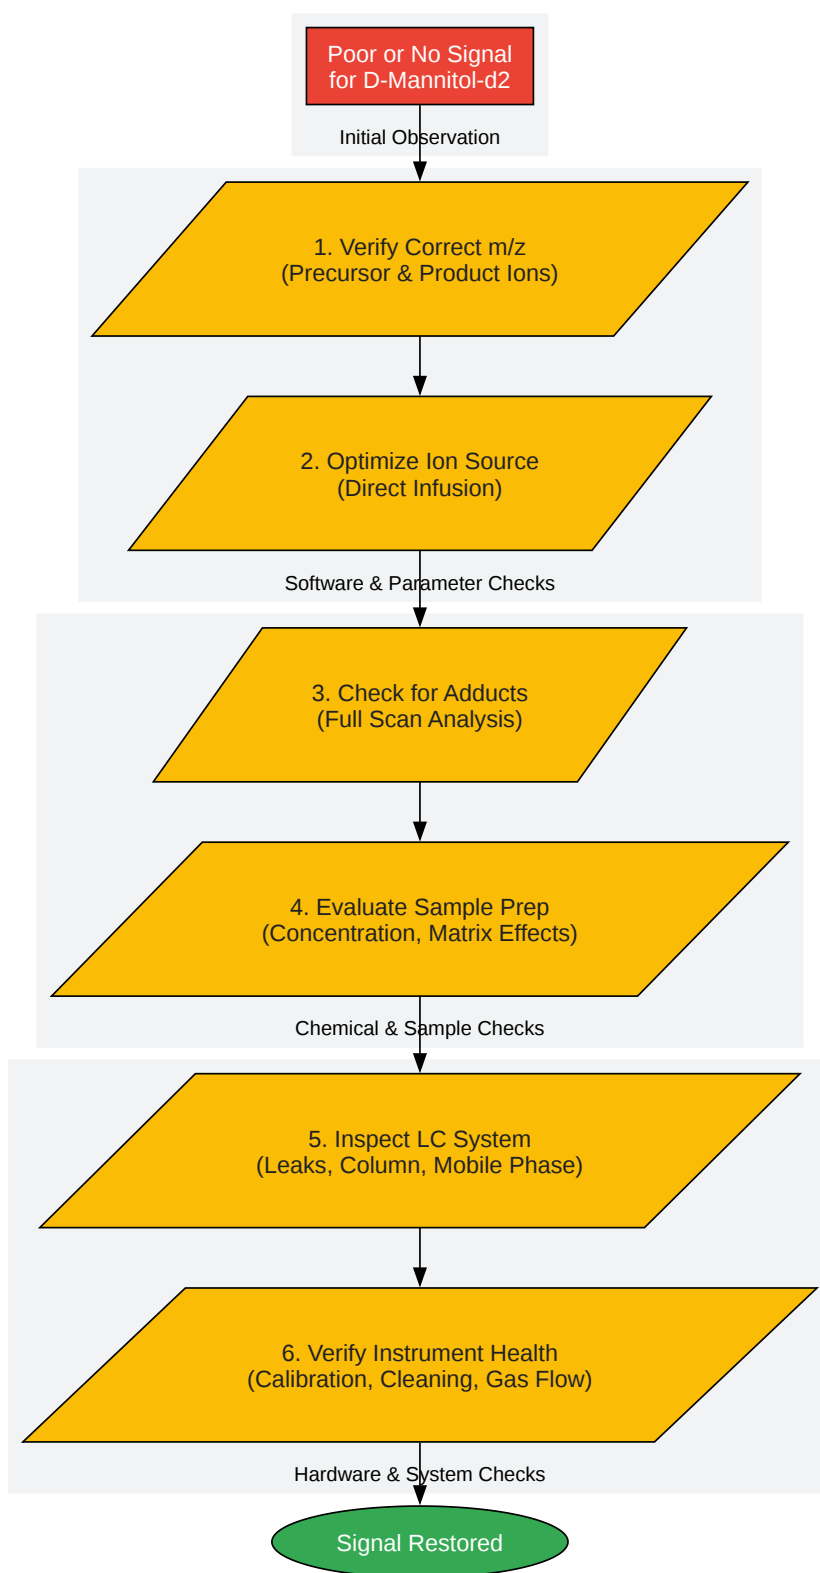 Poor or No Signal
for D-Mannitol-d2
Initial Observation
1. Verify Correct m/z
(Precursor & Product Ions)
2. Optimize Ion Source
(Direct Infusion)
Software & Parameter Checks
3. Check for Adducts
(Full Scan Analysis)
4. Evaluate Sample Prep
(Concentration, Matrix Effects)
Chemical & Sample Checks
5. Inspect LC System
(Leaks, Column, Mobile Phase)
6. Verify Instrument Health
(Calibration, Cleaning, Gas Flow)
Hardware & System Checks
Signal Restored